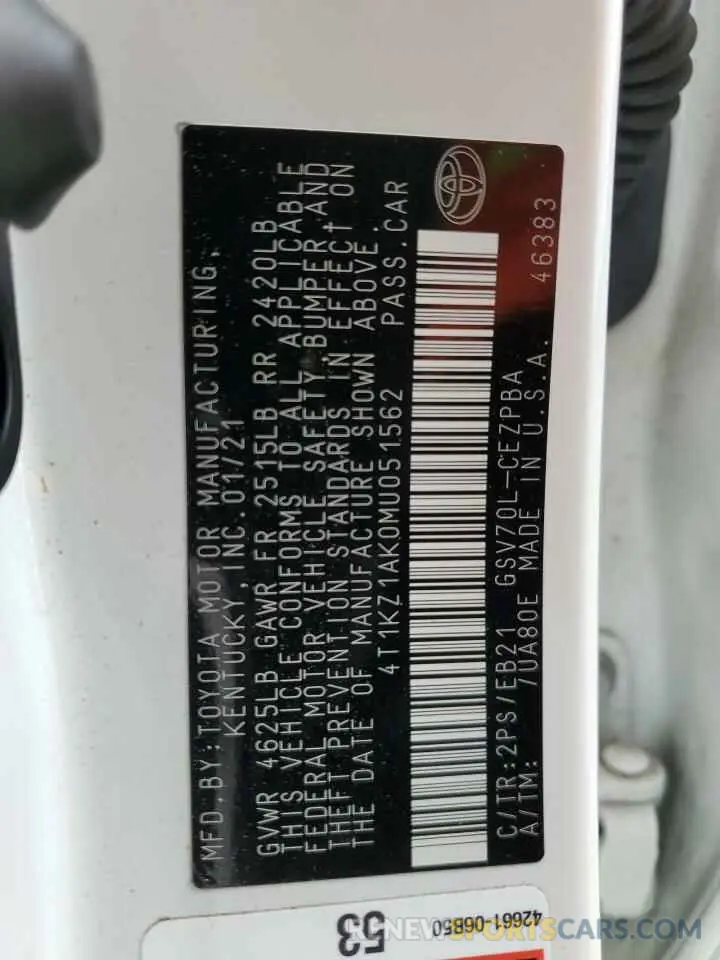 MFD.BY:TOYOTA MOTOR MANUFACTURING,
KENTUCKY,INC.01/21
GVWR 4625LB GAWR FR 2515LB RR 2420LB
THIS VEHICLE CONFORMS TO ALL APPLICABLE
FEDERAL MOTOR VEHICLE SAFETY,BUMPER,AND
THEFT PREVENTION STANDARDS IN EFFECT ON
THE DATE OF MANUFACTURE SHOWN ABOVE.
4T1KZ1AK0MU051562 PASS.CAR
C/TR:2PS/EB21 GSV70L-CEZPBA
A/TM: /UA80E MADE IN U.S.A. 46383
53
42661-06B50
NEWSPORTSCARS.COM